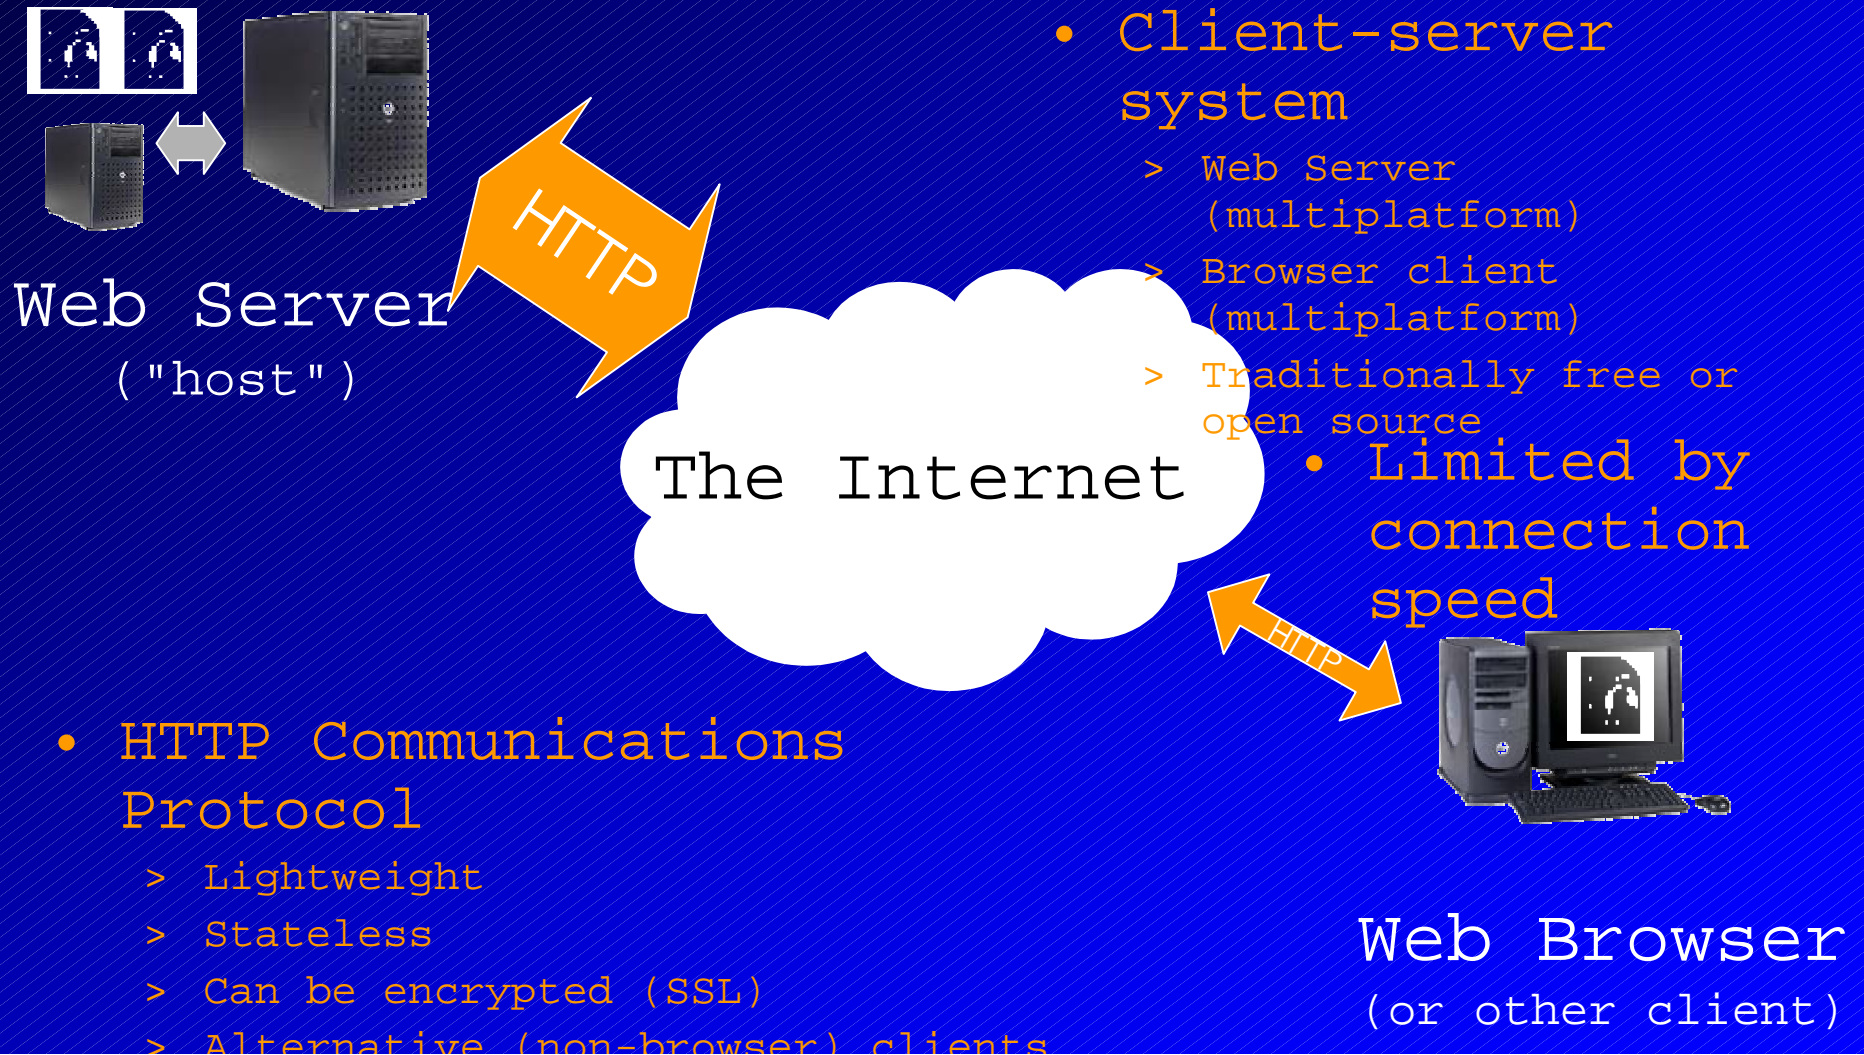 • Client-server
system
> Web Server
(multiplatform)
> Browser client
(multiplatform)
> Traditionally free or
open source
HTTP
Web Server
("host")
The Internet
• Limited by
connection
speed
HTTP
• HTTP Communications
Protocol
> Lightweight
> Stateless
> Can be encrypted (SSL)
> Alternative (non-browser) clients
Web Browser
(or other client)